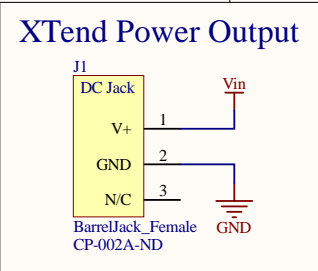 XTend Power Output
J1
DC Jack
Vin
V+ 1
GND 2
N/C 3
BarrelJack_Female
GND
CP-002A-ND